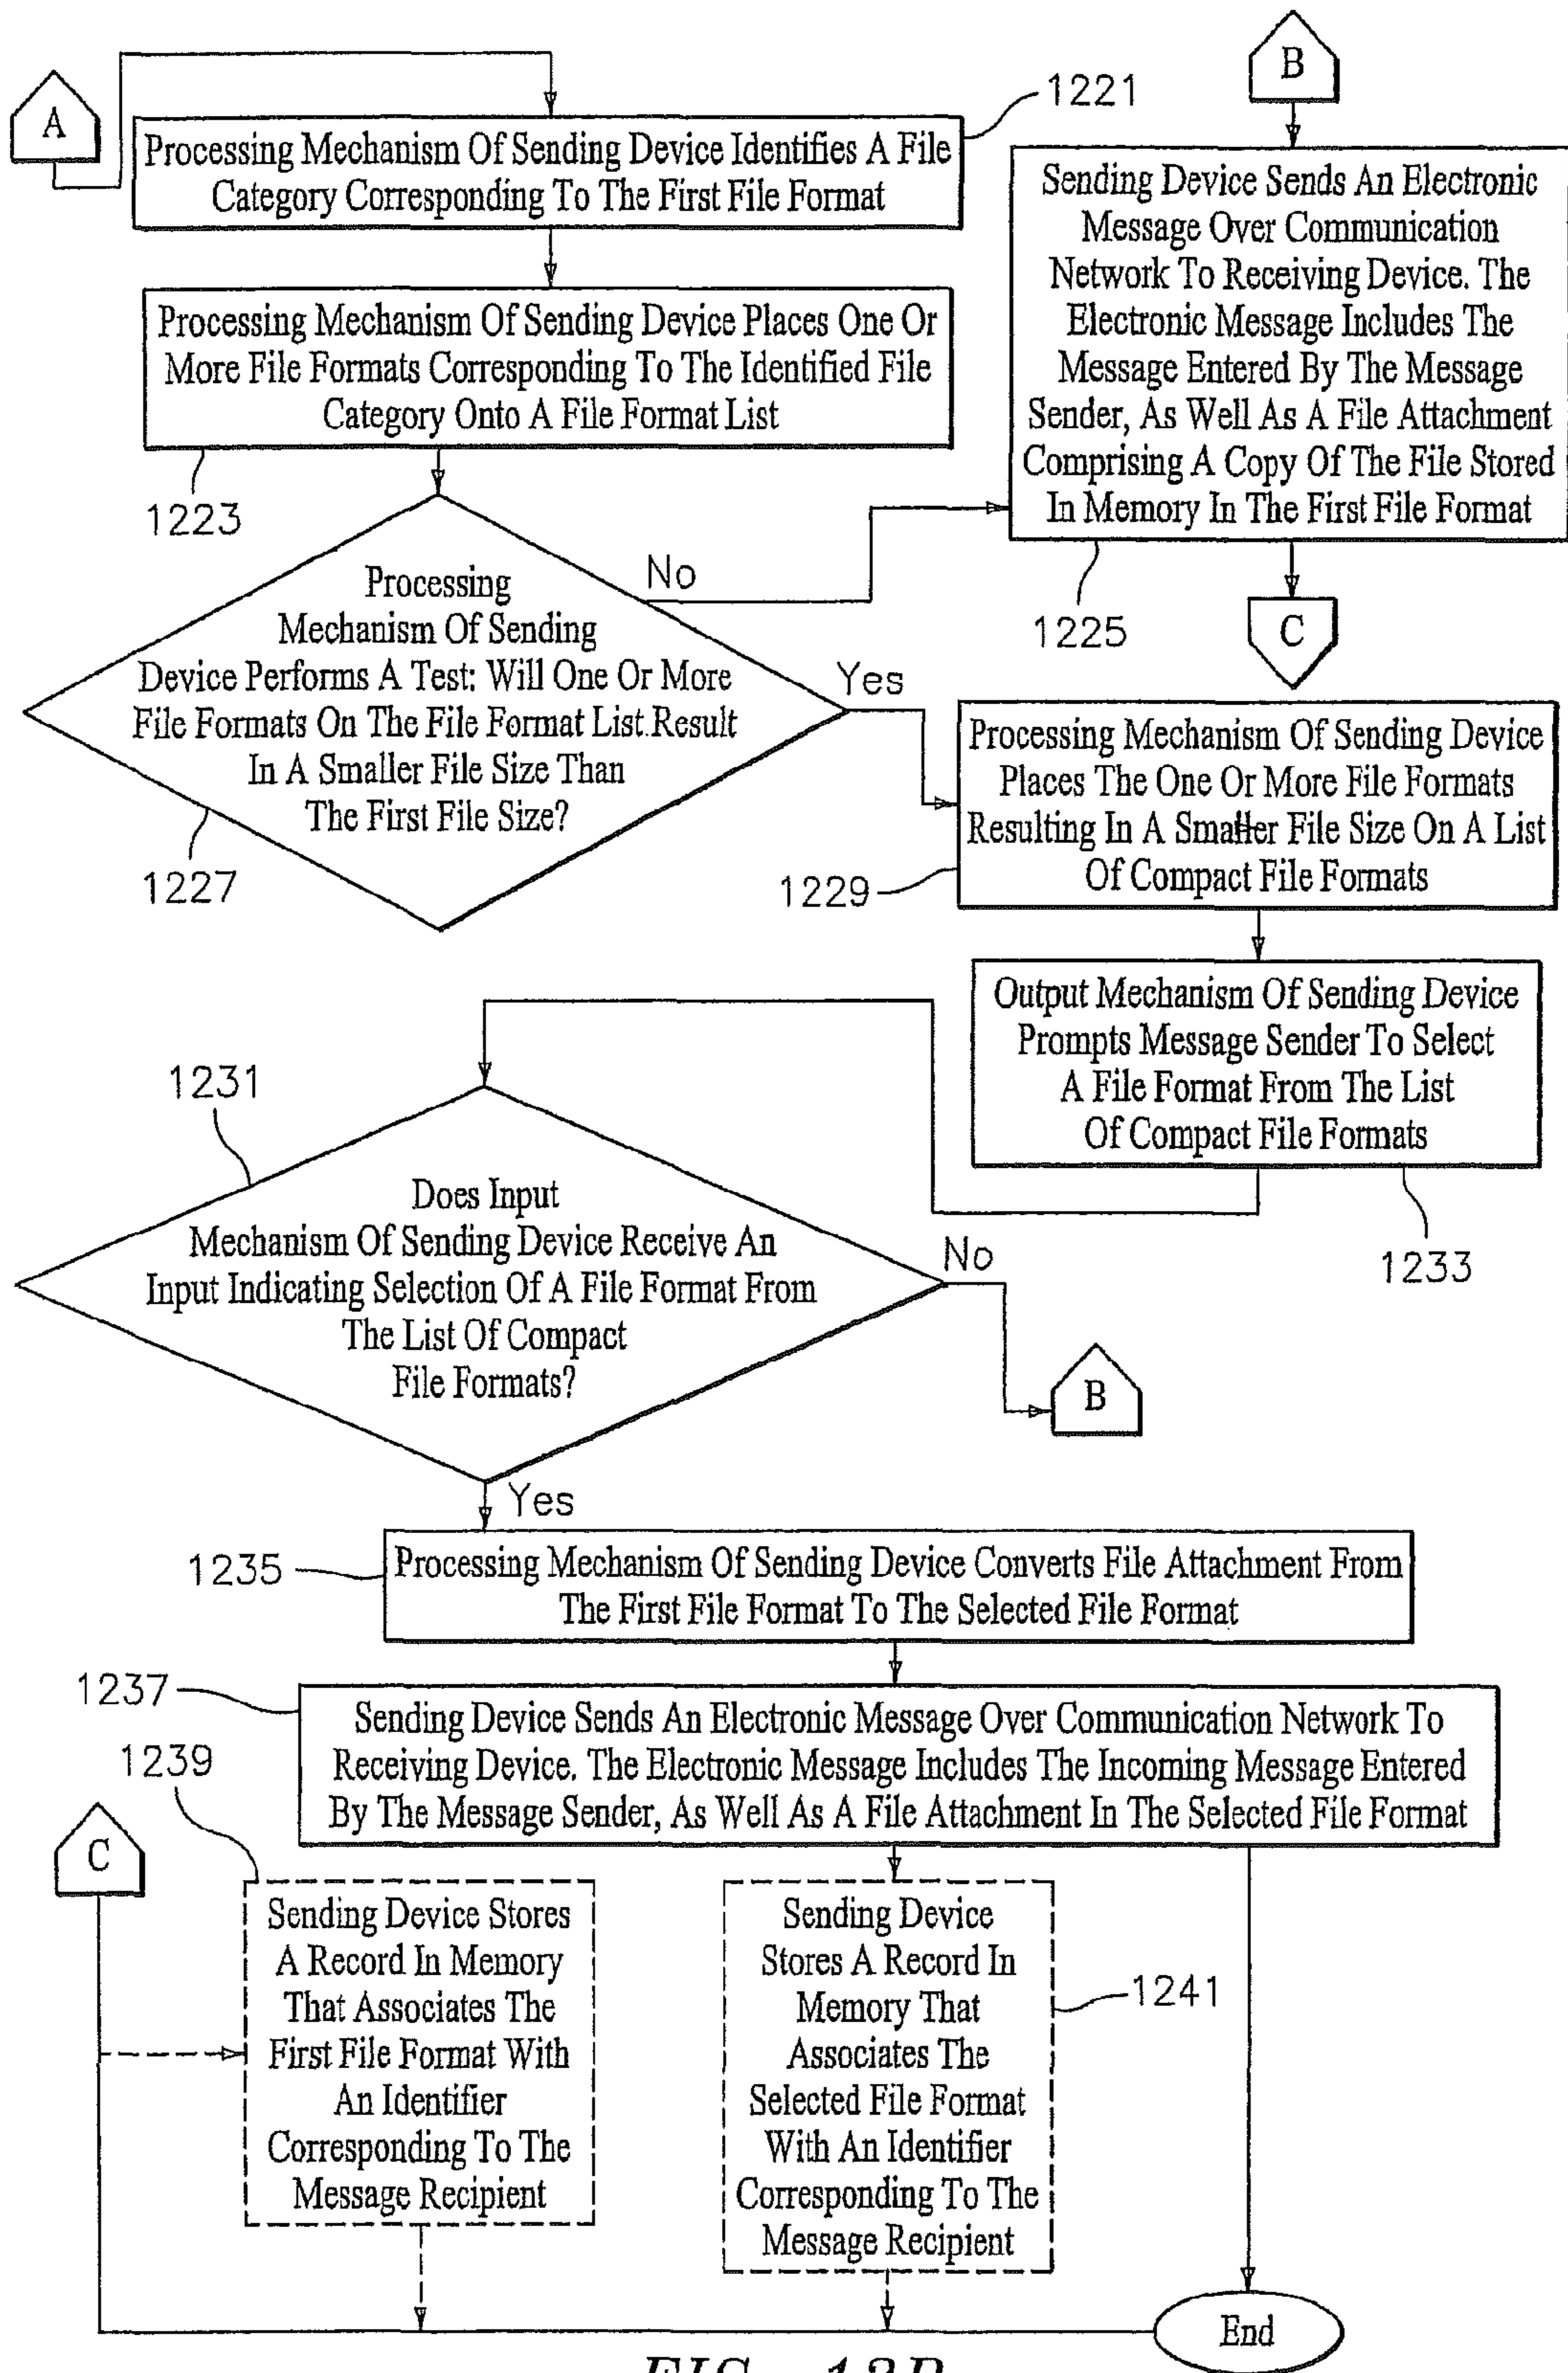 A
1221
Processing Mechanism Of Sending Device Identifies A File
Category Corresponding To The First File Format
Processing Mechanism Of Sending Device Places One Or
More File Formats Corresponding To The Identified File
Category Onto A File Format List
1223
B
Sending Device Sends An Electronic
Message Over Communication
Network To Receiving Device. The
Electronic Message Includes The
Message Entered By The Message
Sender, As Well As A File Attachment
Comprising A Copy Of The File Stored
In Memory In The First File Format
1225
C
Processing
Mechanism Of Sending
Device Performs A Test: Will One Or More
File Formats On The File Format List Result
In A Smaller File Size Than
The First File Size?
No
Yes
1227
Processing Mechanism Of Sending Device
Places The One Or More File Formats
Resulting In A Smaller File Size On A List
Of Compact File Formats
1229
Output Mechanism Of Sending Device
Prompts Message Sender To Select
A File Format From The List
Of Compact File Formats
1233
1231
Does Input
Mechanism Of Sending Device Receive An
Input Indicating Selection Of A File Format From
The List Of Compact
File Formats?
No
B
Yes
1235
Processing Mechanism Of Sending Device Converts File Attachment From
The First File Format To The Selected File Format
1237
Sending Device Sends An Electronic Message Over Communication Network To
Receiving Device. The Electronic Message Includes The Incoming Message Entered
By The Message Sender, As Well As A File Attachment In The Selected File Format
1239
C
Sending Device Stores
A Record In Memory
That Associates The
First File Format With
An Identifier
Corresponding To The
Message Recipient
Sending Device
Stores A Record In
Memory That
Associates The
Selected File Format
With An Identifier
Corresponding To The
Message Recipient
1241
End